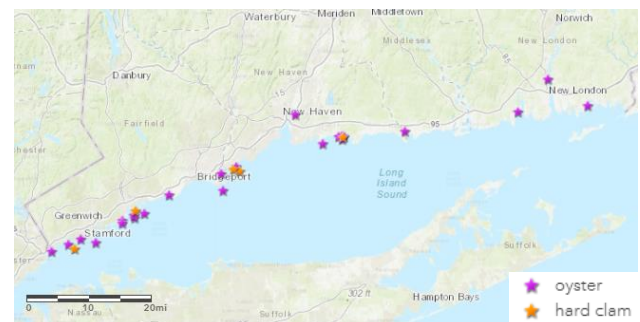 Waterbury
Meriden
Middletown
Norwich
Middlesex
New London
Danbury
New Haven
95
New London
New Haven
95
Fairfield
Bridgeport
Long
Island
Sound
Greenwich
Stamford
Suffolk
0 10 20mi
302 ft
Hampton Bays
Nassau
Suffolk
oyster
hard clam